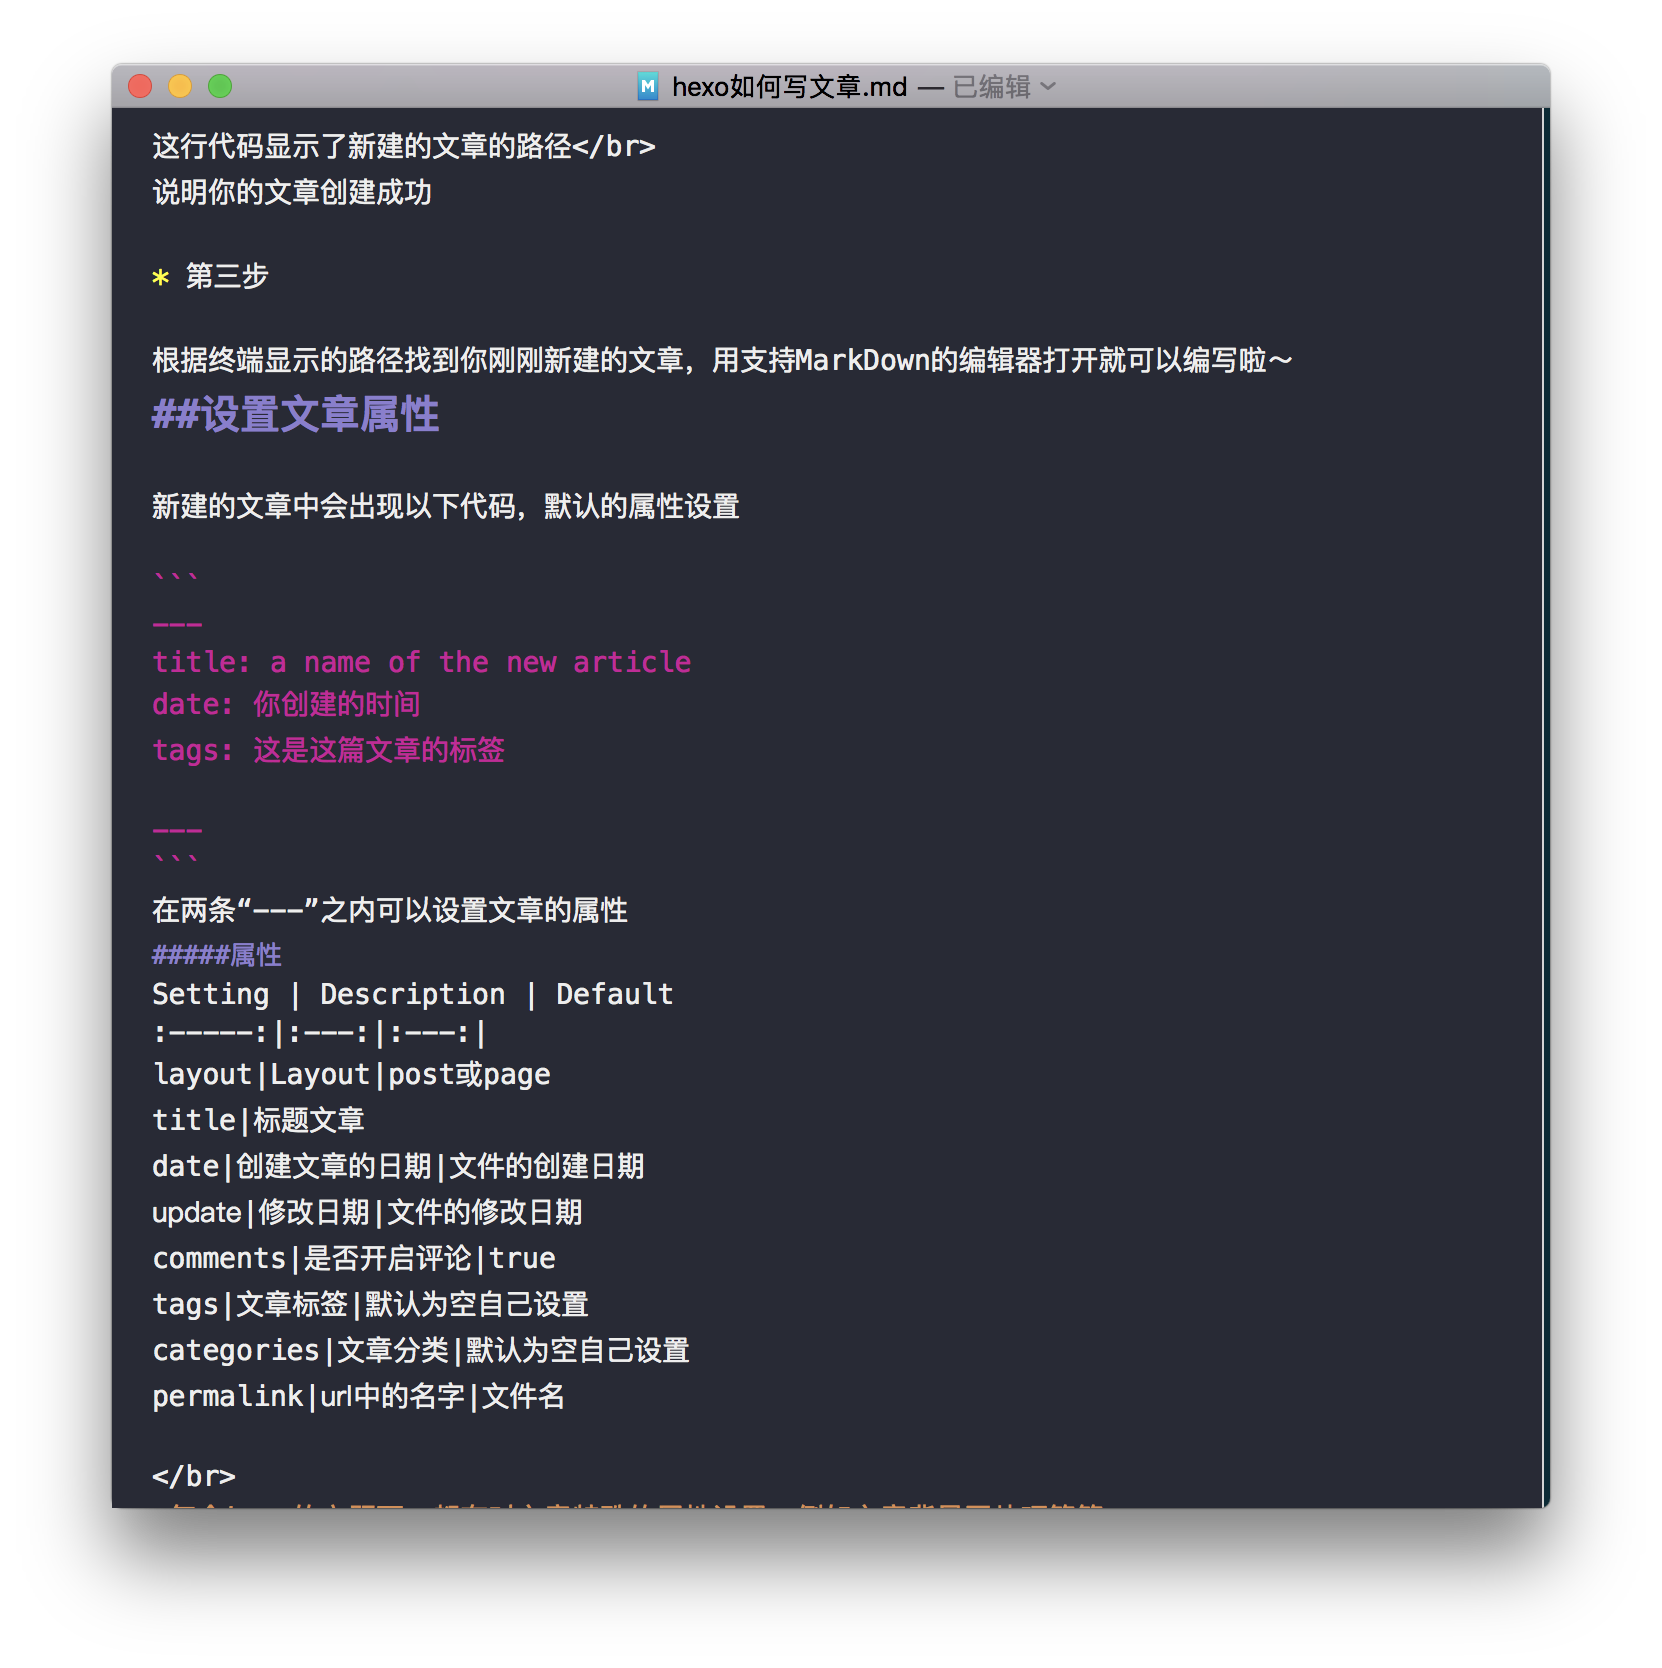 hexo如何写文章.md — 已编辑
这行代码显示了新建的文章的路径</br>
说明你的文章创建成功
* 第三步
根据终端显示的路径找到你刚刚新建的文章，用支持MarkDown的编辑器打开就可以编写啦～
##设置文章属性
新建的文章中会出现以下代码，默认的属性设置
```
---
title: a name of the new article
date: 你创建的时间
tags: 这是这篇文章的标签
---
```
在两条“---”之内可以设置文章的属性
#####属性
Setting | Description | Default
:-----:|:---:|:---:|
layout|Layout|post或page
title|标题文章
date|创建文章的日期|文件的创建日期
update|修改日期|文件的修改日期
comments|是否开启评论|true
tags|文章标签|默认为空自己设置
categories|文章分类|默认为空自己设置
permalink|url中的名字|文件名
</br>